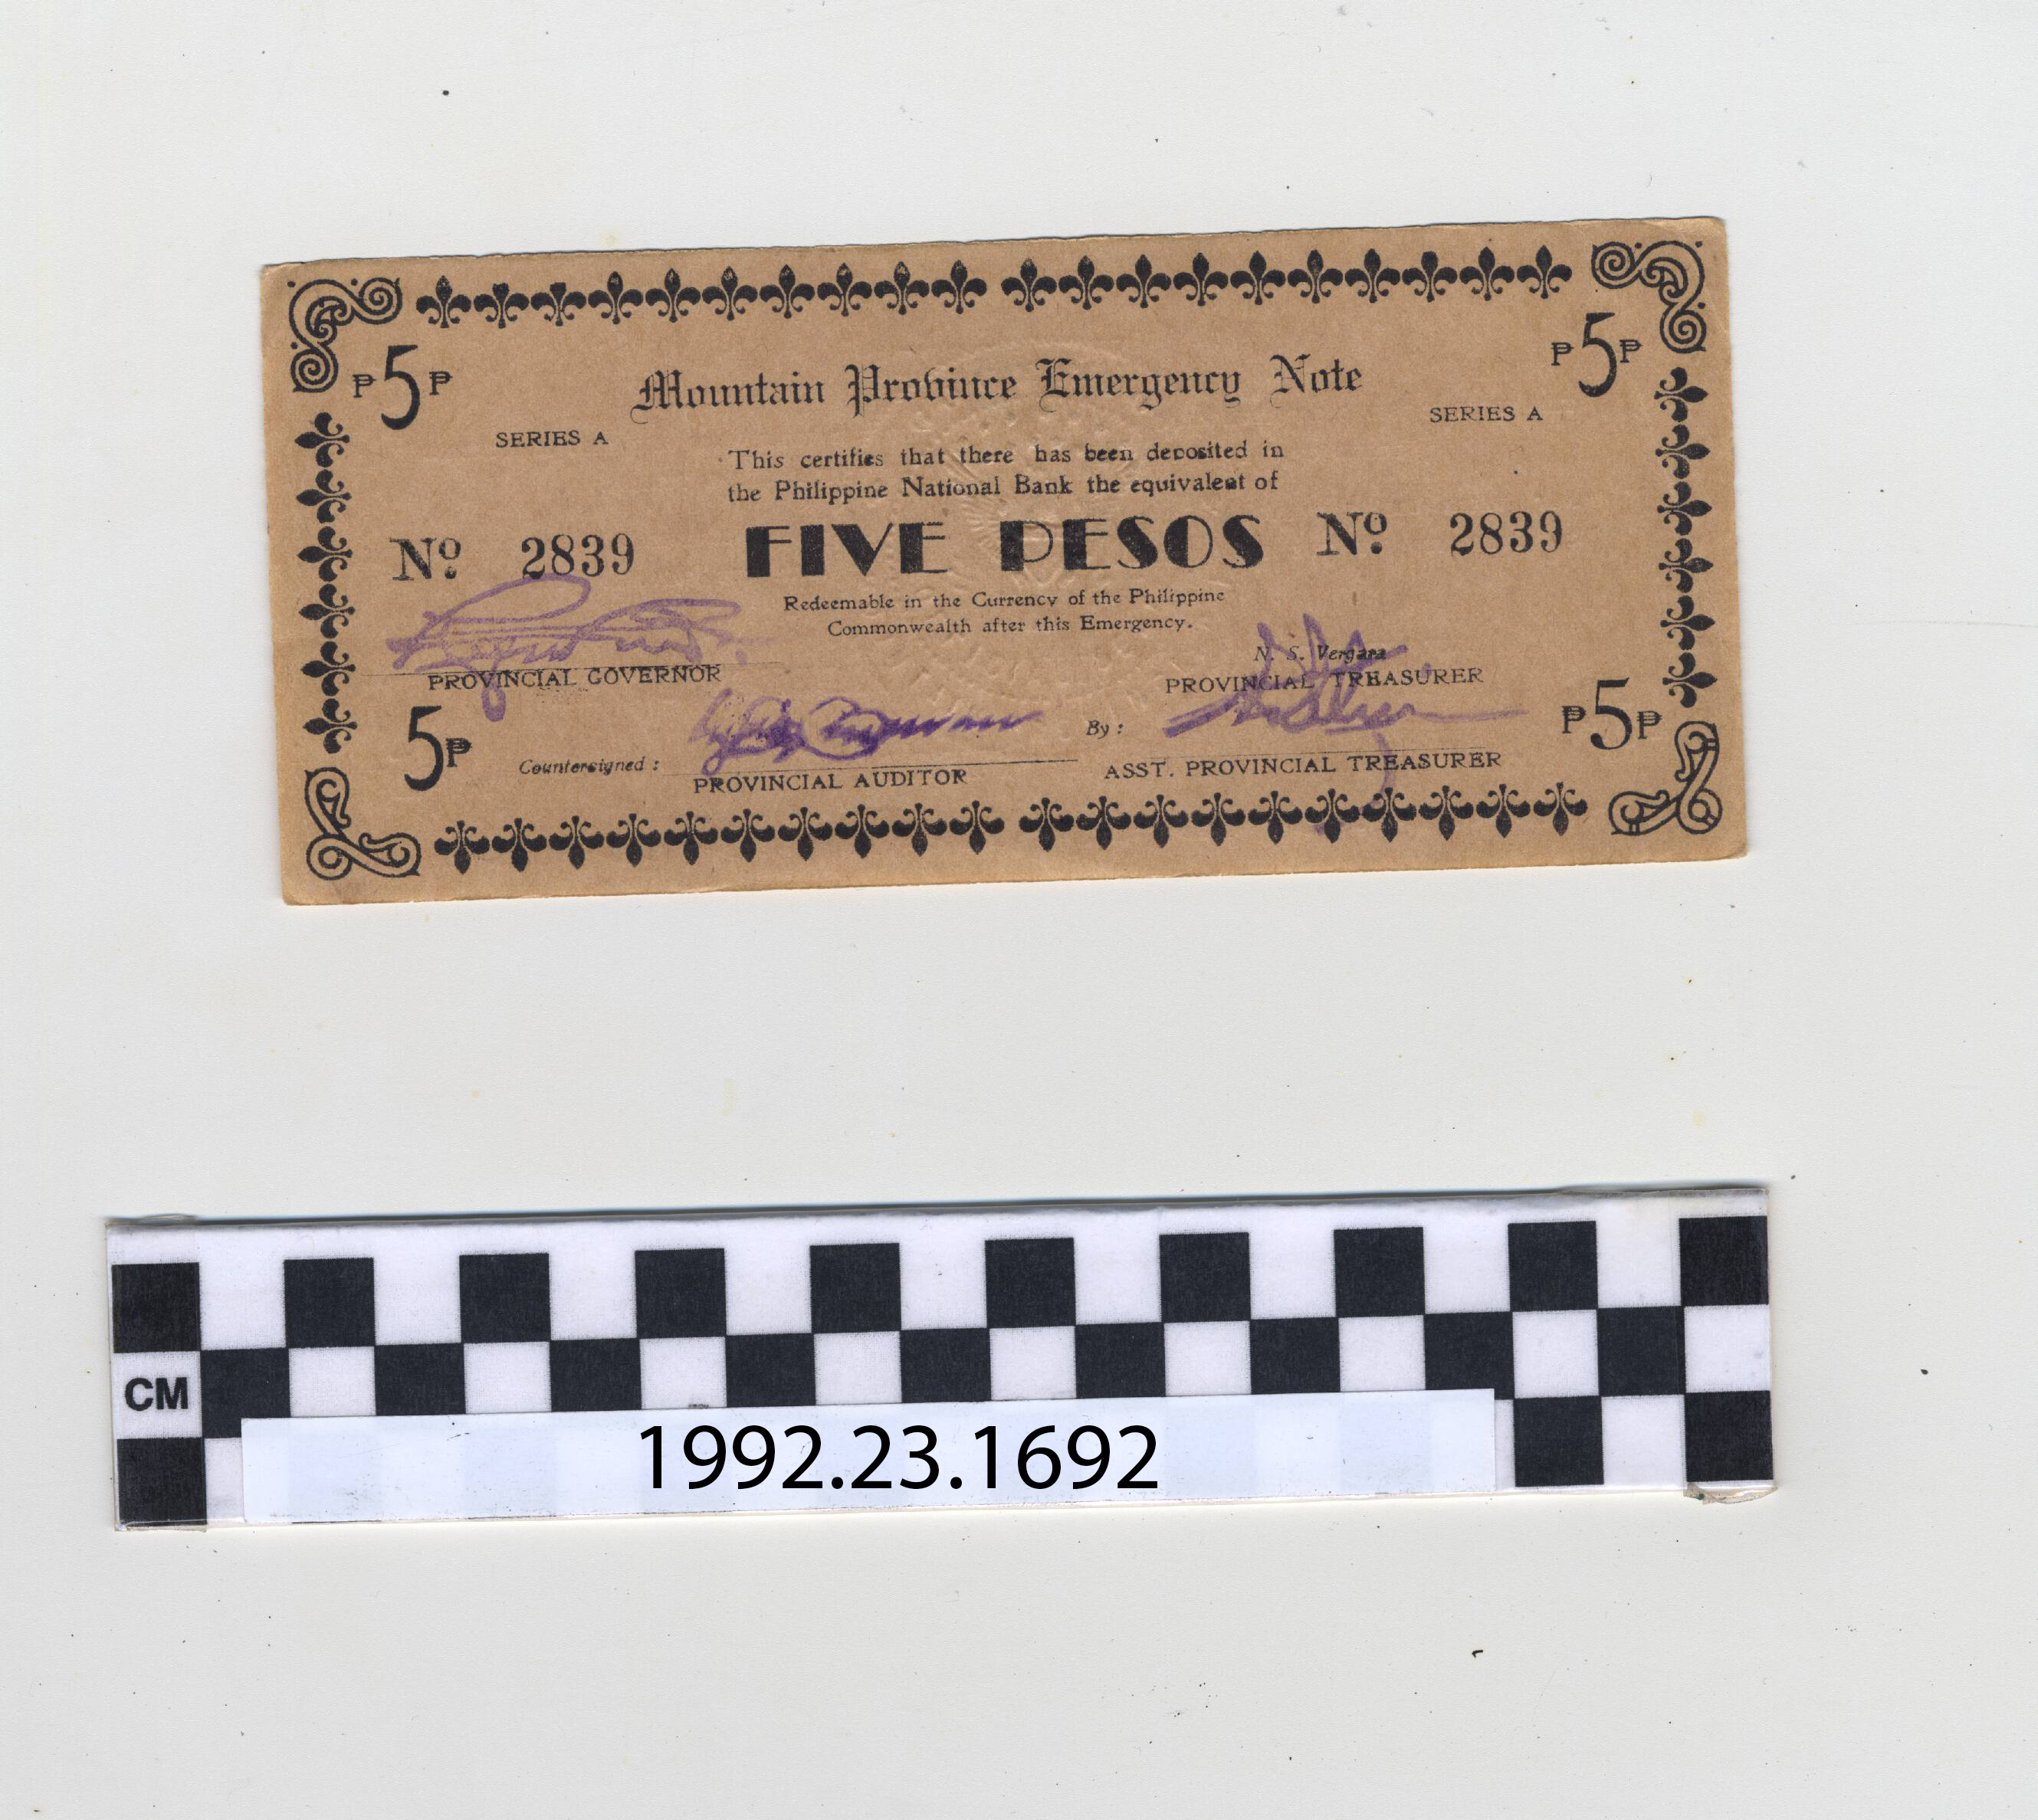 ₱5₱ Mountain Province Emergency Note ₱5₱
SERIES A SERIES A
This certifies that there has been deposited in
the Philippine National Bank the equivalent of
Nº 2839 FIVE PESOS Nº 2839
Redeemable in the Currency of the Philippine
Commonwealth after this Emergency.
PROVINCIAL GOVERNOR
N. S. Vergara
PROVINCIAL TREASURER
5₱ ₱5₱
Countersigned :
PROVINCIAL AUDITOR
By :
ASST. PROVINCIAL TREASURER
CM
1992.23.1692